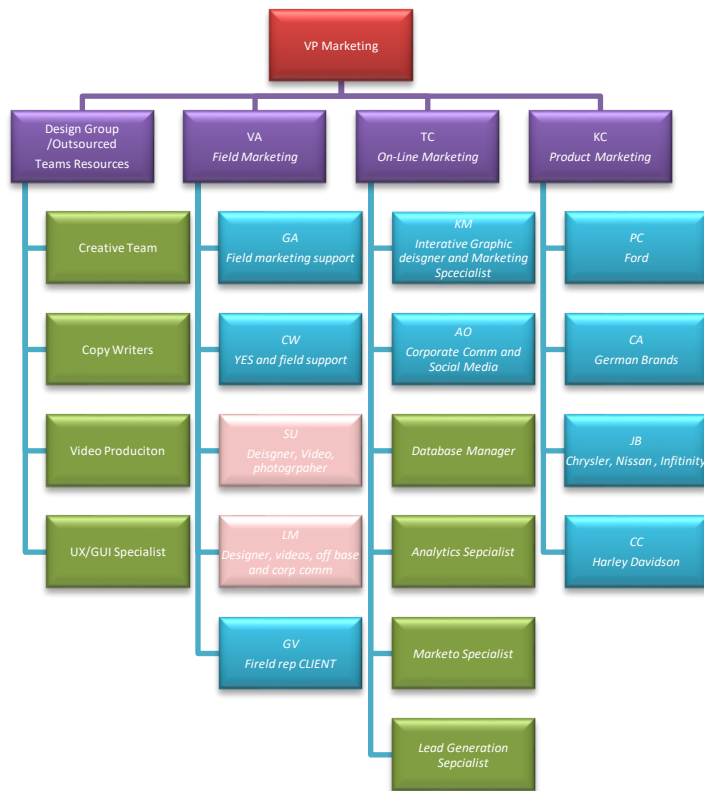 VP Marketing
Design Group
/Outsourced
Teams Resources
VA
Field Marketing
TC
On-Line Marketing
KC
Product Marketing
Creative Team
Copy Writers
Video Produciton
UX/GUI Specialist
GA
Field marketing support
CW
YES and field support
SU
Deisgner, Video,
photogrpaher
LM
Designer, videos, off base
and corp comm
GV
Fireld rep CLIENT
KM
Interative Graphic
deisgner and Marketing
Spcecialist
AO
Corporate Comm and
Social Media
Database Manager
Analytics Sepcialist
Marketo Specialist
Lead Generation
Sepcialist
PC
Ford
CA
German Brands
JB
Chrysler, Nissan , Infitinity
CC
Harley Davidson